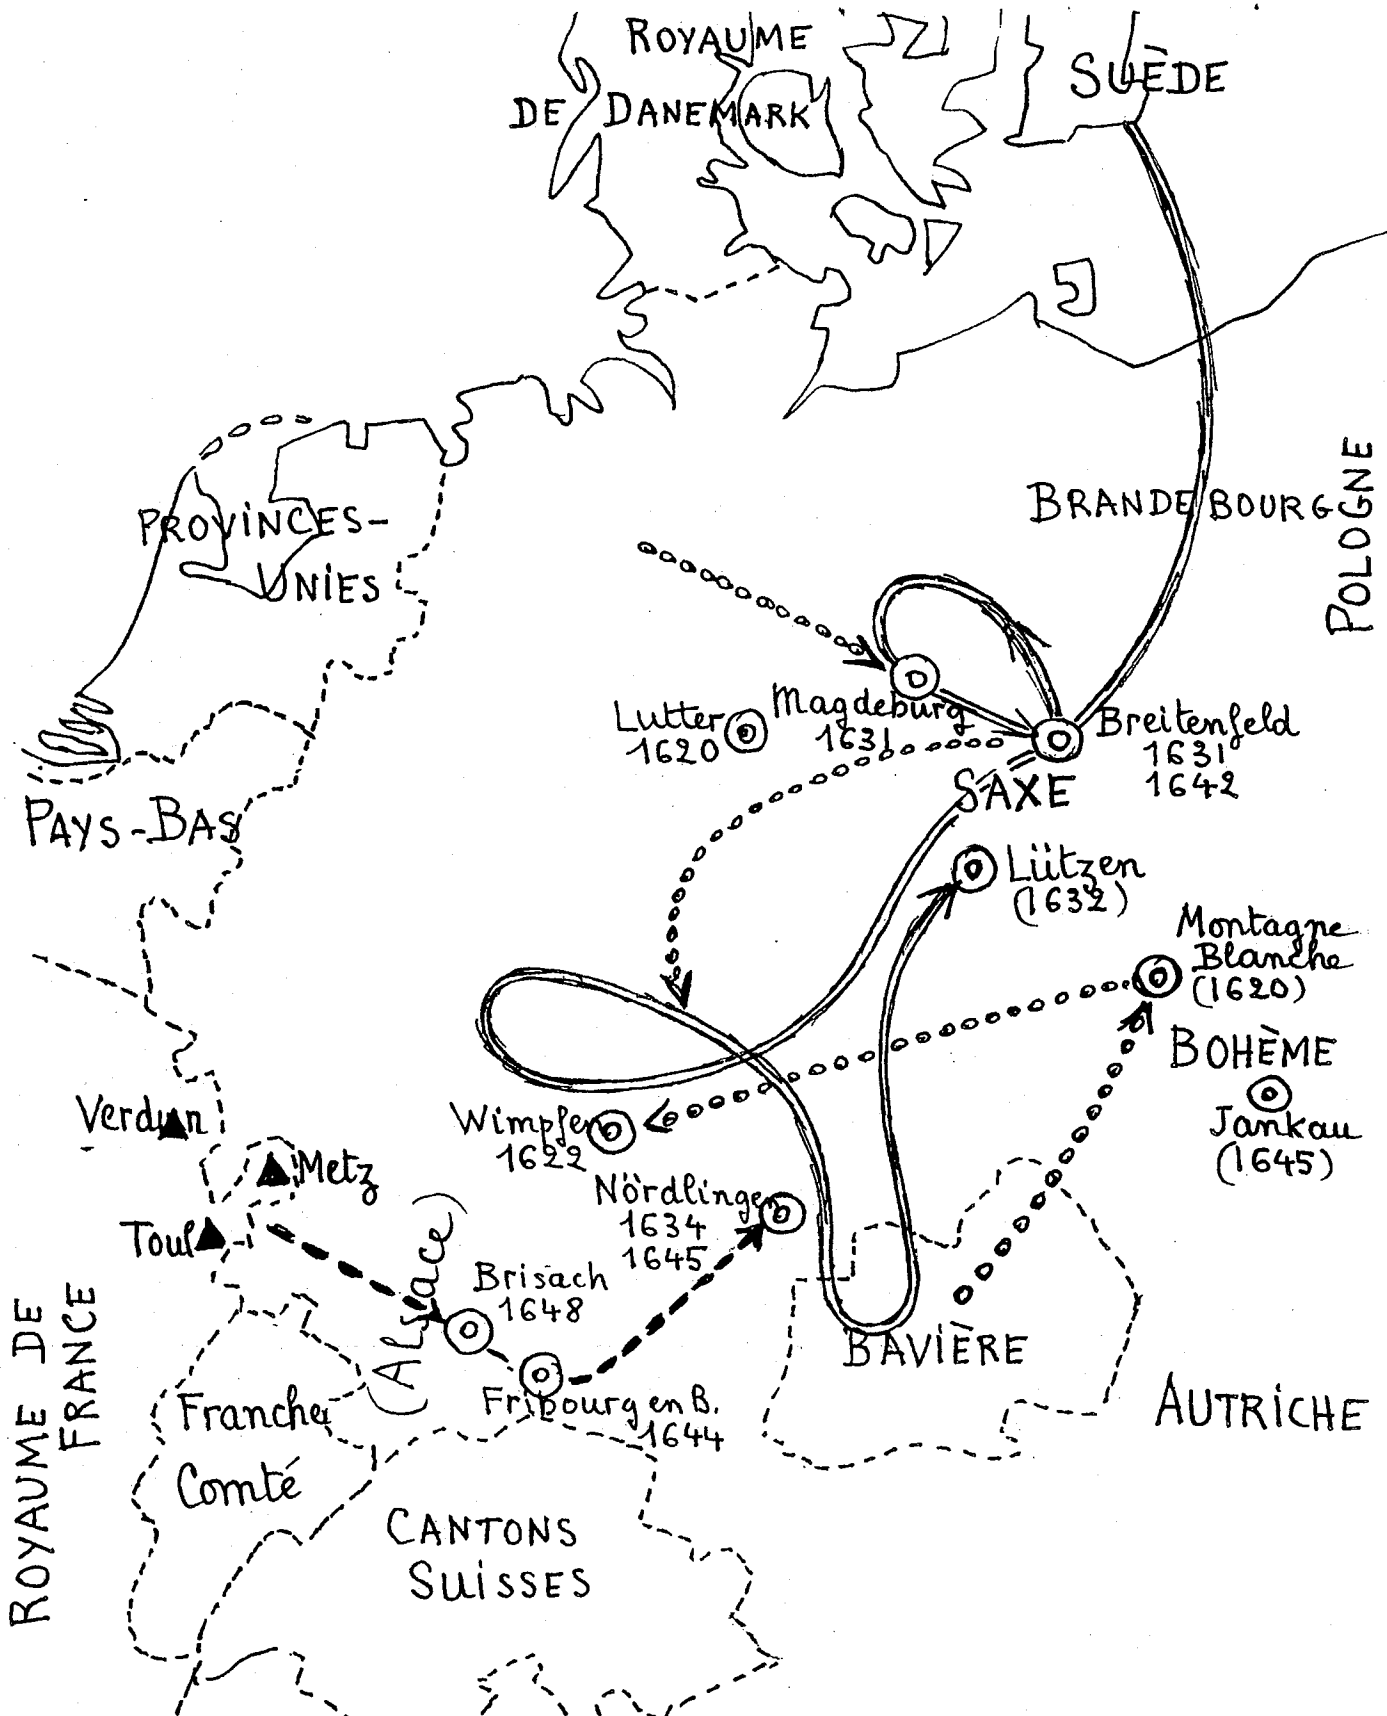 ROYAUME
DE DANEMARK
SUÈDE
POLOGNE
BRANDEBOURG
PROVINCES-
UNIES
Lutter
1620
Magdeburg
1631
Breitenfeld
1631
1642
SAXE
PAYS-BAS
Lützen
(1632)
Montagne
Blanche
(1620)
BOHÈME
Jankau
(1645)
Verdun
Metz
Toul
Wimpfen
1622
Nördlingen
1634
1645
(Alsace)
Brisach
1648
Fribourg en B.
1644
BAVIÈRE
AUTRICHE
ROYAUME DE
FRANCE
Franche
Comté
CANTONS
SUISSES